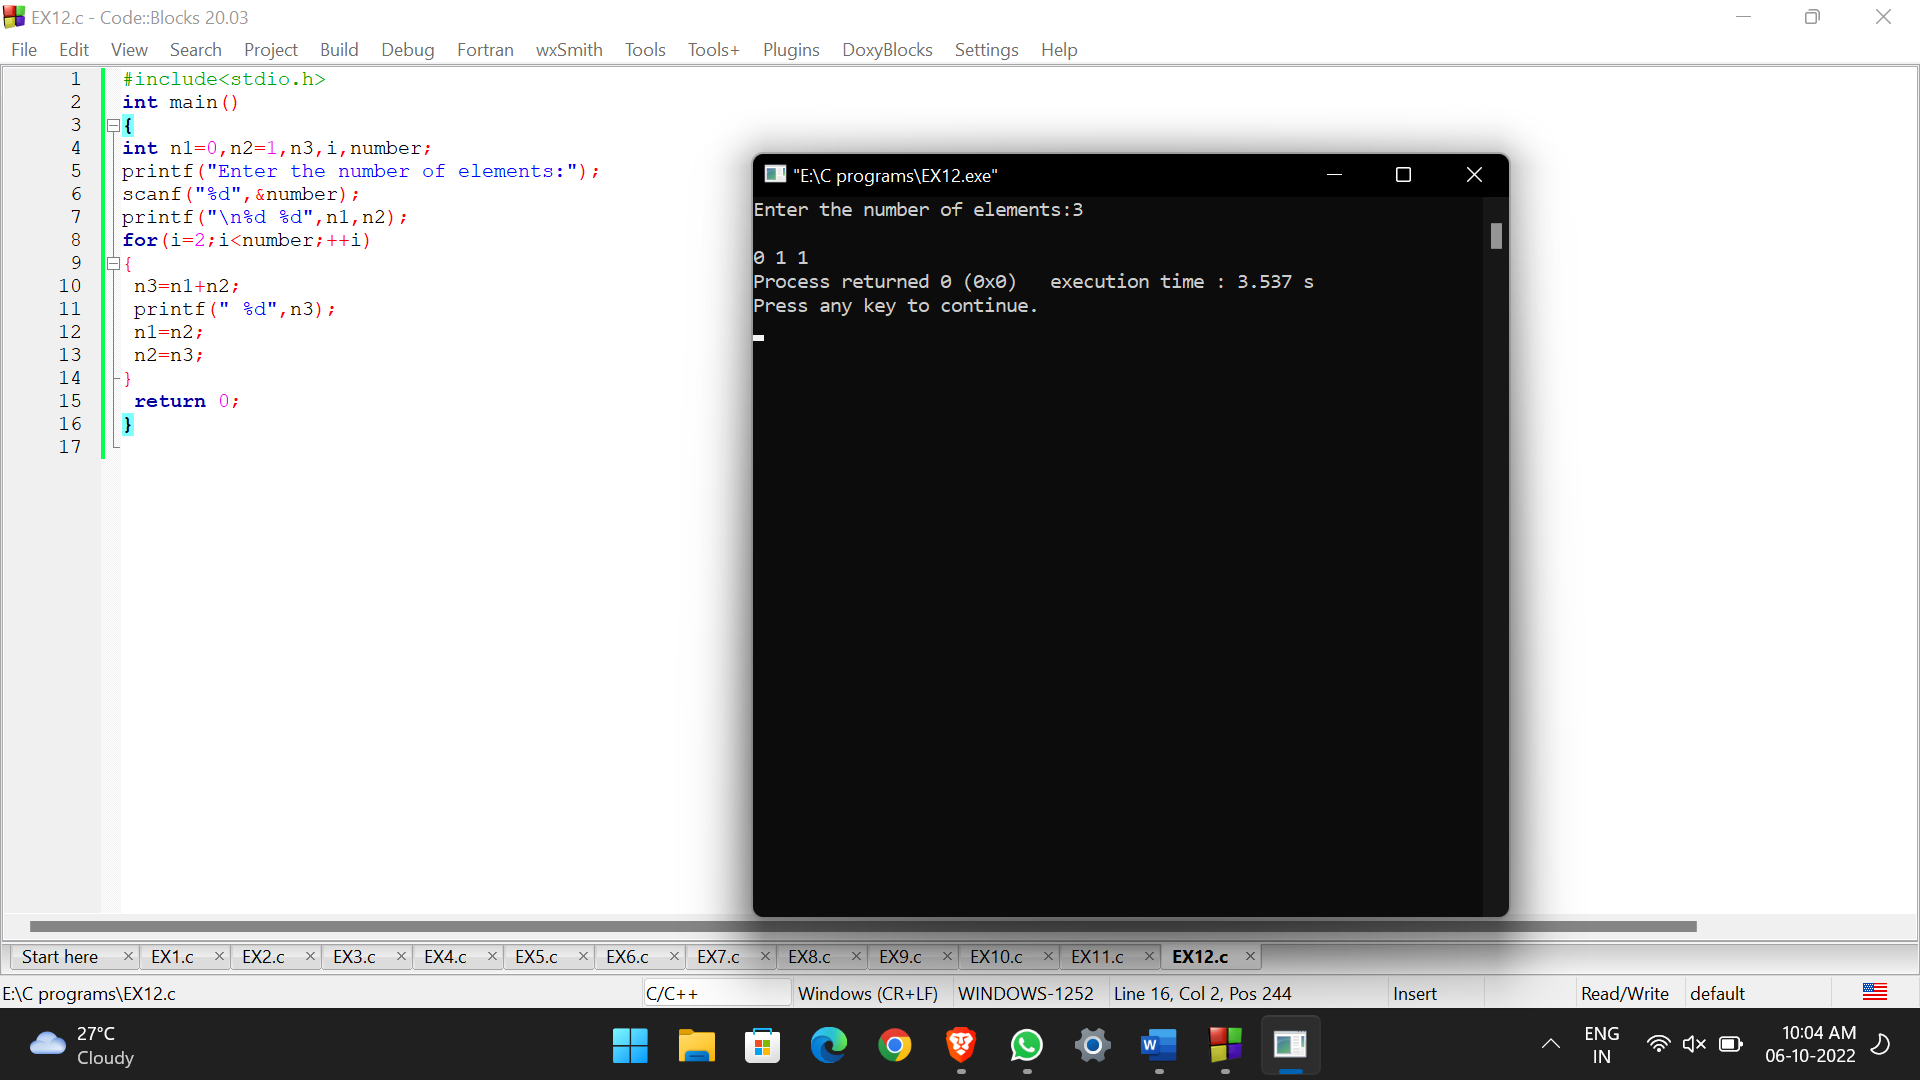 EX12.c - Code::Blocks 20.03
File Edit View Search Project Build Debug Fortran wxSmith Tools Tools+ Plugins DoxyBlocks Settings Help
1 #include<stdio.h>
2 int main()
3 {
4 int n1=0,n2=1,n3,i,number;
5 printf("Enter the number of elements:");
6 scanf("%d",&number);
7 printf("\n%d %d",n1,n2);
8 for(i=2;i<number;++i)
9 {
10 n3=n1+n2;
11 printf(" %d",n3);
12 n1=n2;
13 n2=n3;
14 }
15 return 0;
16 }
17
"E:\C programs\EX12.exe"
Enter the number of elements:3
0 1 1
Process returned 0 (0x0)   execution time : 3.537 s
Press any key to continue.
Start here EX1.c EX2.c EX3.c EX4.c EX5.c EX6.c EX7.c EX8.c EX9.c EX10.c EX11.c EX12.c
E:\C programs\EX12.c C/C++ Windows (CR+LF) WINDOWS-1252 Line 16, Col 2, Pos 244 Insert Read/Write default
27°C
Cloudy
W
ENG
IN
10:04 AM
06-10-2022